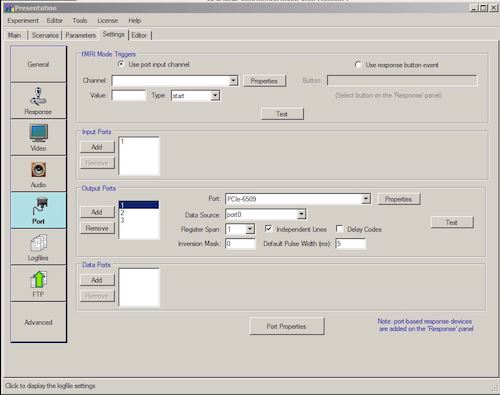 Presentation
Experiment Editor Tools License Help
Main Scenarios Parameters Settings Editor
General
Response
Video
Audio
Port
Logfiles
FTP
Advanced
fMRI Mode Triggers
Use port input channel
Use response button event
Channel:
Properties
Button:
Value:
Type: start
(Select button on the 'Response' panel)
Test
Input Ports
Add
Remove
1
Output Ports
Add
Remove
1
2
3
Port: PCIe-6509
Properties
Data Source: port0
Test
Register Span: 1
Independent Lines
Delay Codes
Inversion Mask: 0
Default Pulse Width (ms): 5
Data Ports
Add
Remove
Port Properties
Note: port-based response devices
are added on the 'Response' panel
Click to display the logfile settings